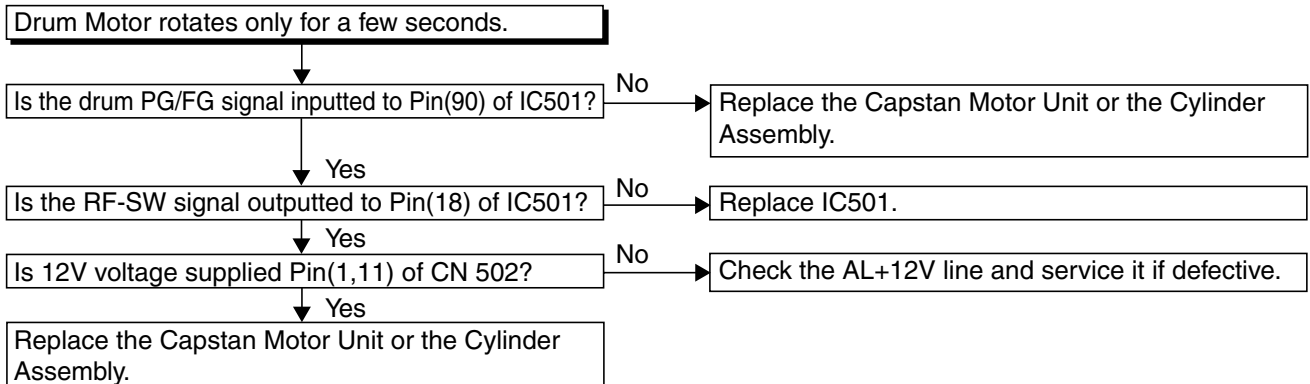 Drum Motor rotates only for a few seconds.
Is the drum PG/FG signal inputted to Pin(90) of IC501?
No
Replace the Capstan Motor Unit or the Cylinder
Assembly.
Yes
Is the RF-SW signal outputted to Pin(18) of IC501?
No
Replace IC501.
Yes
Is 12V voltage supplied Pin(1,11) of CN 502?
No
Check the AL+12V line and service it if defective.
Yes
Replace the Capstan Motor Unit or the Cylinder
Assembly.